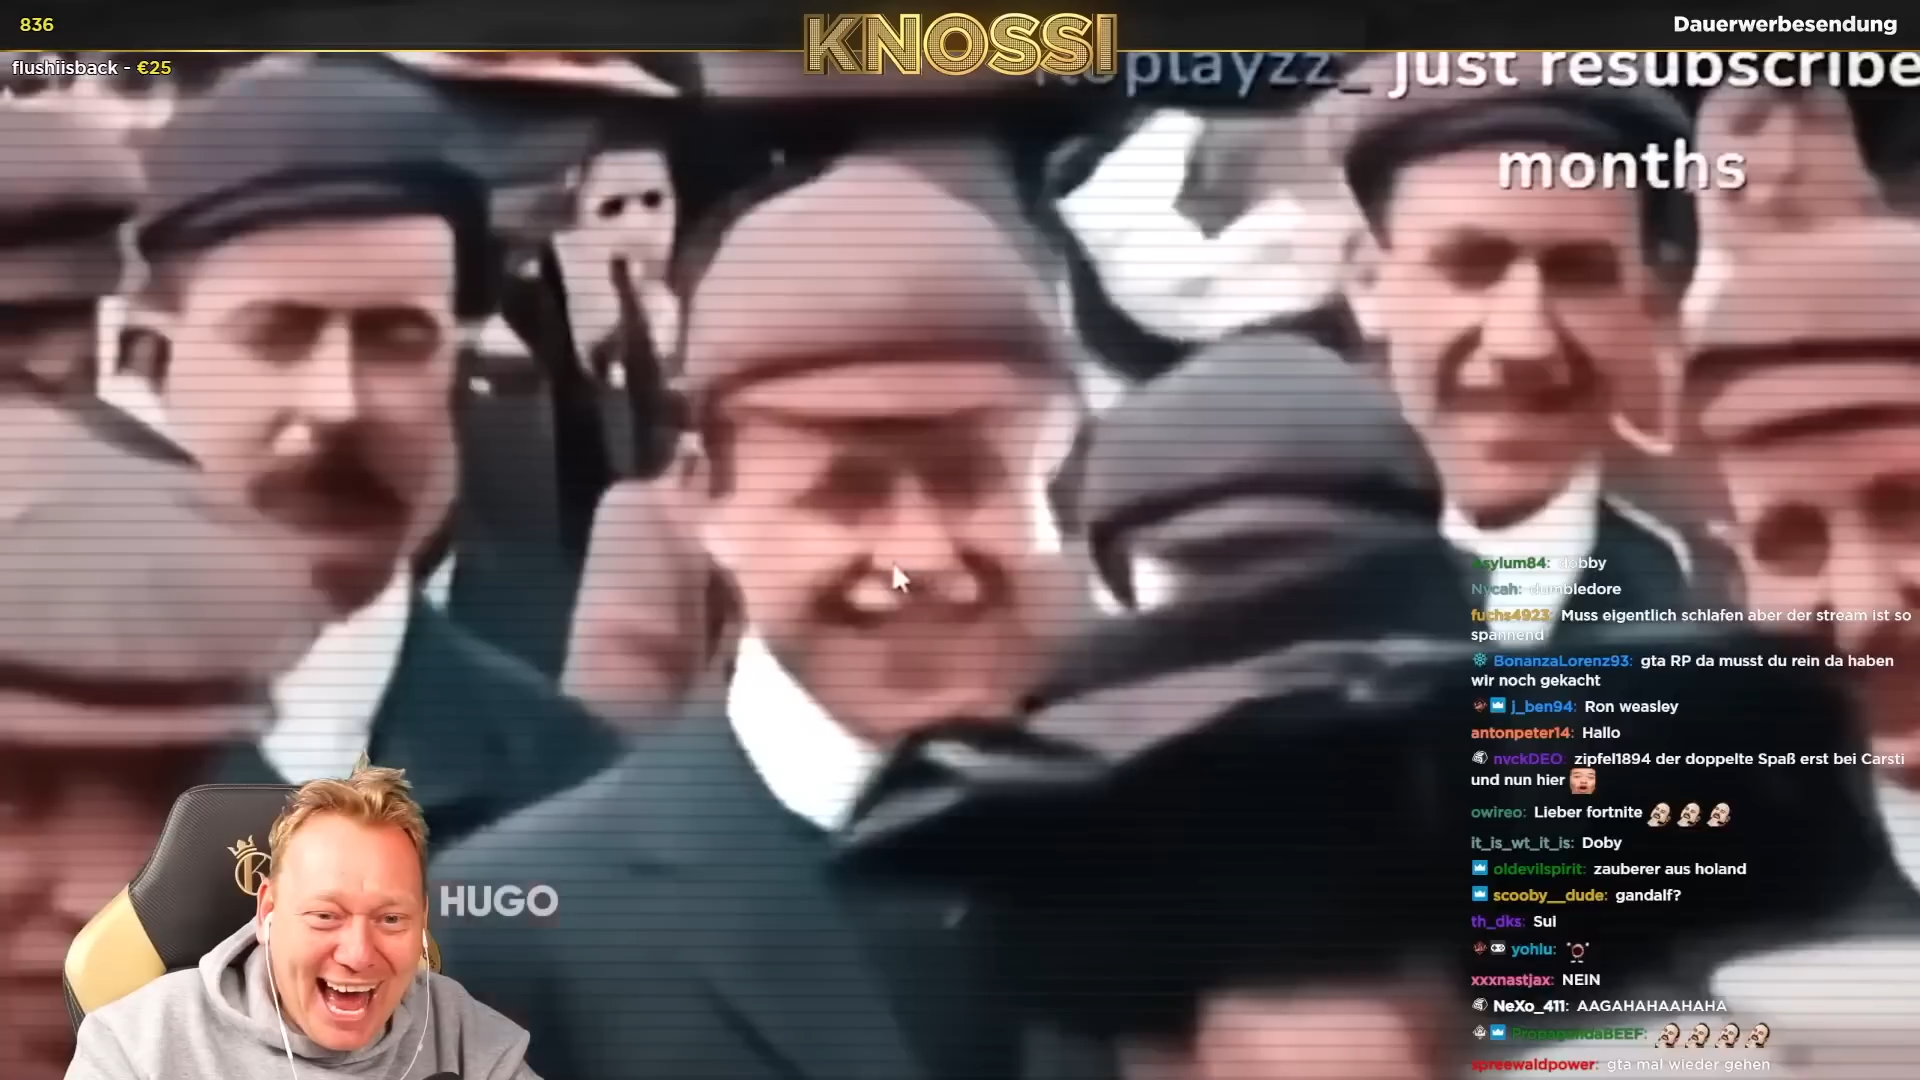 836
KNOSSI
Dauerwerbesendung
flushiisback - €25
playzz_ just resubscribe
months
HUGO
Asylum84: dobby
Nycah: dumbledore
fuchs4923: Muss eigentlich schlafen aber der stream ist so
spannend
BonanzaLorenz93: gta RP da musst du rein da haben
wir noch gekacht
j_ben94: Ron weasley
antonpeter14: Hallo
nvckDEO: zipfel1894 der doppelte Spaß erst bei Carsti
und nun hier
owireo: Lieber fortnite
it_is_wt_it_is: Doby
oldevilspirit: zauberer aus holand
scooby__dude: gandalf?
th_dks: Sui
yohlu:
xxxnastjax: NEIN
NeXo_411: AAGAHAHAAHAHA
PropagandaBEEF:
spreewaldpower: gta mal wieder gehen